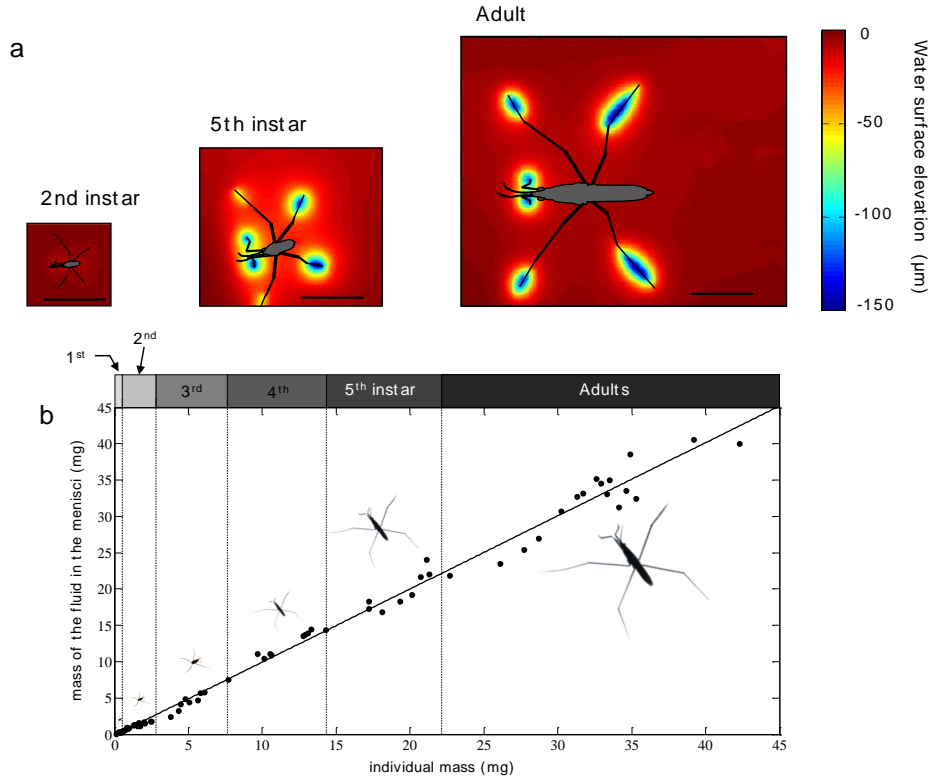 Adult
a
5th instar
2nd instar
0
-50
-100
-150
Water surface elevation (µm)
1st
2nd
3rd
4th
5th instar
Adults
b
45
40
35
30
25
20
15
10
5
0
mass of the fluid in the menisci (mg)
0 5 10 15 20 25 30 35 40 45
individual mass (mg)